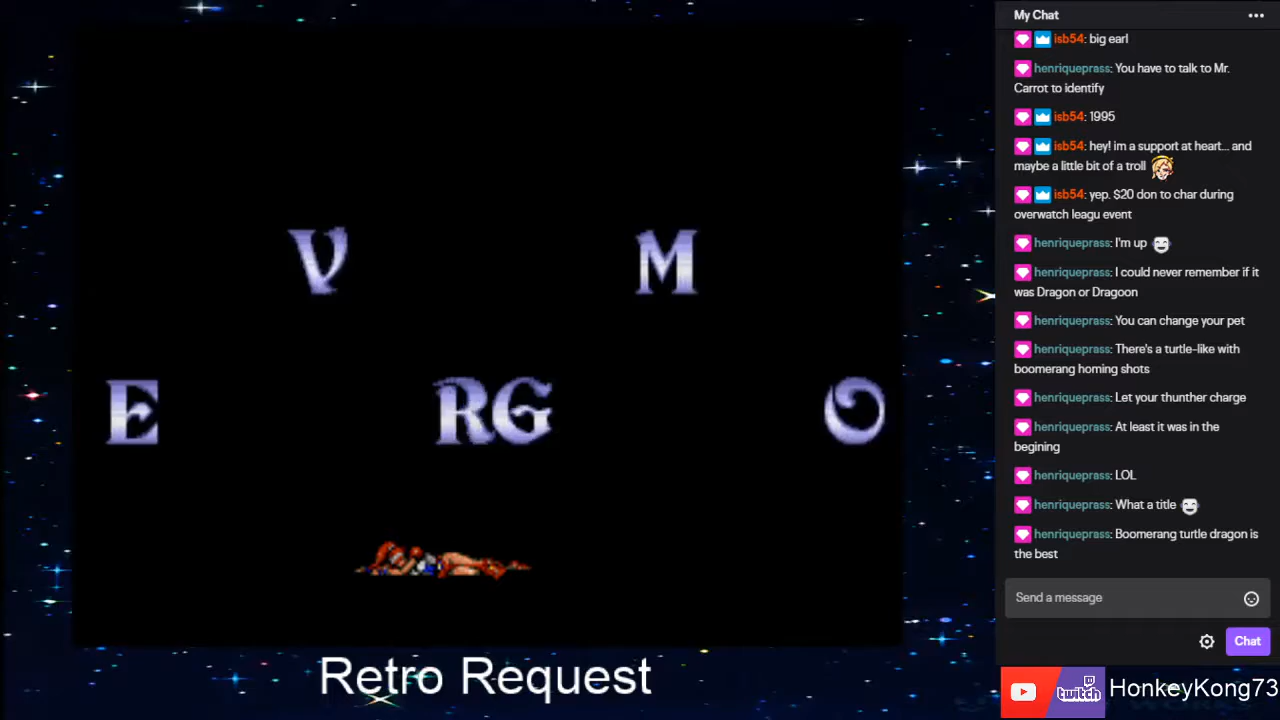 V M
E RG O
Retro Request
My Chat
isb54: big earl
henriqueprass: You have to talk to Mr.
Carrot to identify
isb54: 1995
isb54: hey! im a support at heart... and
maybe a little bit of a troll
isb54: yep. $20 don to char during
overwatch leagu event
henriqueprass: I'm up
henriqueprass: I could never remember if it
was Dragon or Dragoon
henriqueprass: You can change your pet
henriqueprass: There's a turtle-like with
boomerang homing shots
henriqueprass: Let your thunther charge
henriqueprass: At least it was in the
begining
henriqueprass: LOL
henriqueprass: What a title
henriqueprass: Boomerang turtle dragon is
the best
Send a message
Chat
twitch HonkeyKong73